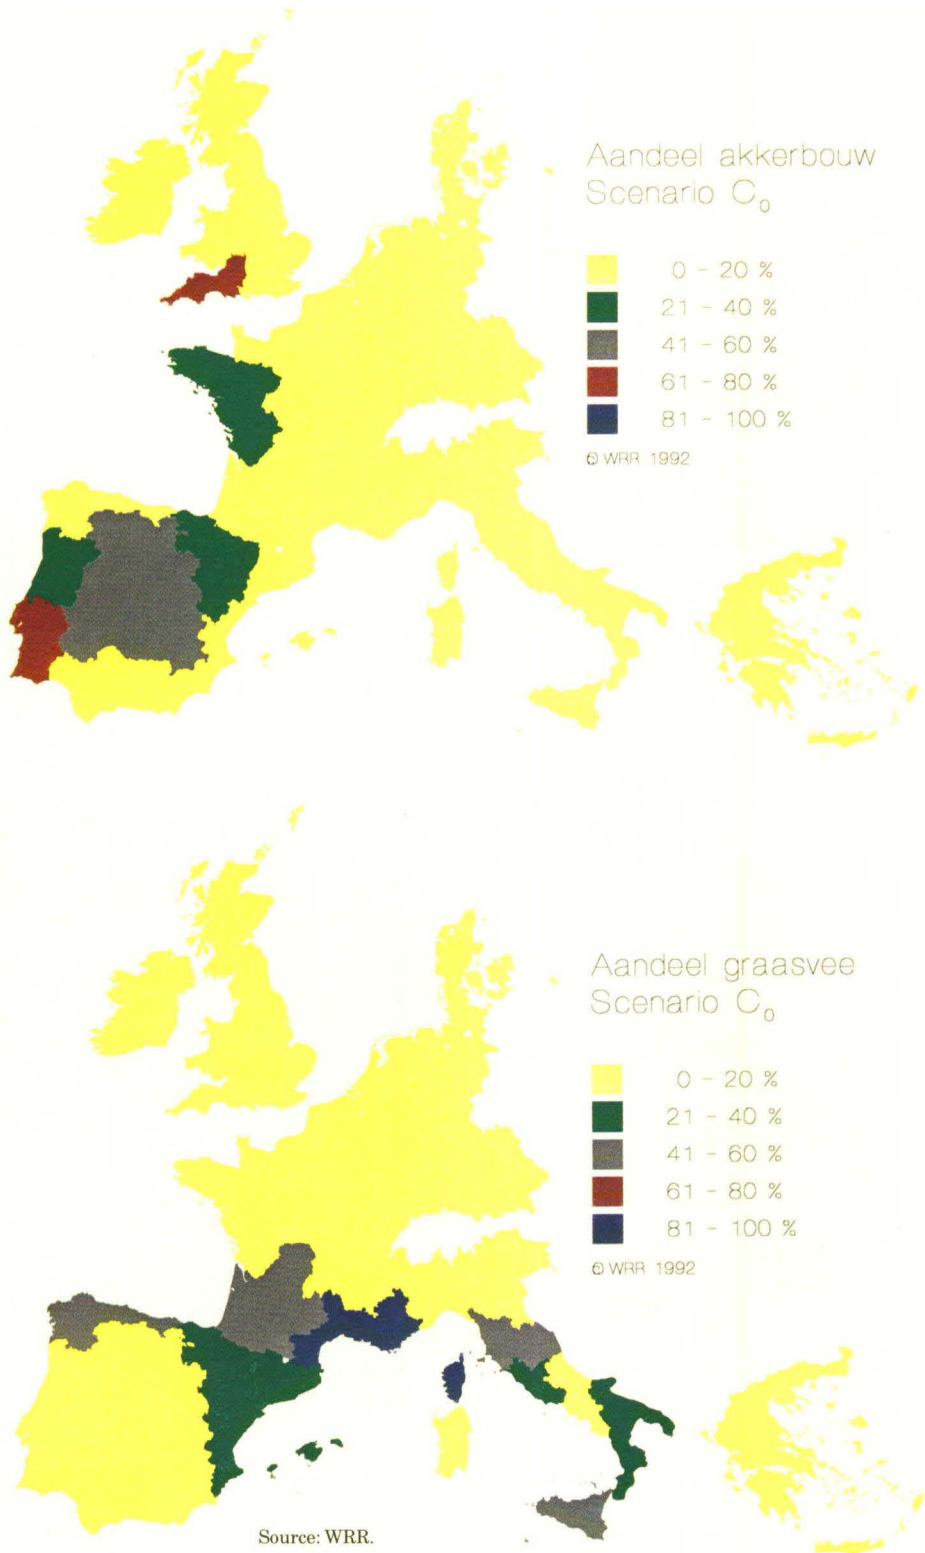 Aandeel akkerbouw
Scenario C₀
0 - 20 %
21 - 40 %
41 - 60 %
61 - 80 %
81 - 100 %
© WRR 1992
Aandeel graasvee
Scenario C₀
0 - 20 %
21 - 40 %
41 - 60 %
61 - 80 %
81 - 100 %
© WRR 1992
Source: WRR.